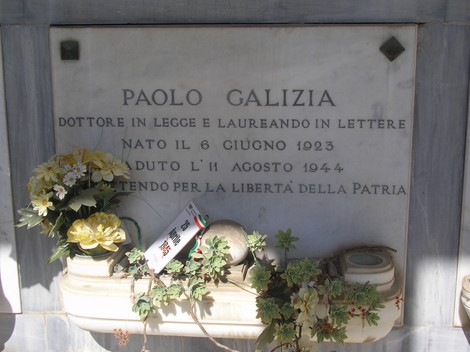 PAOLO GALIZIA
DOTTORE IN LEGGE E LAUREANDO IN LETTERE
NATO IL 6 GIUGNO 1923
ADUTO L'11 AGOSTO 1944
TENDO PER LA LIBERTA' DELLA PATRIA